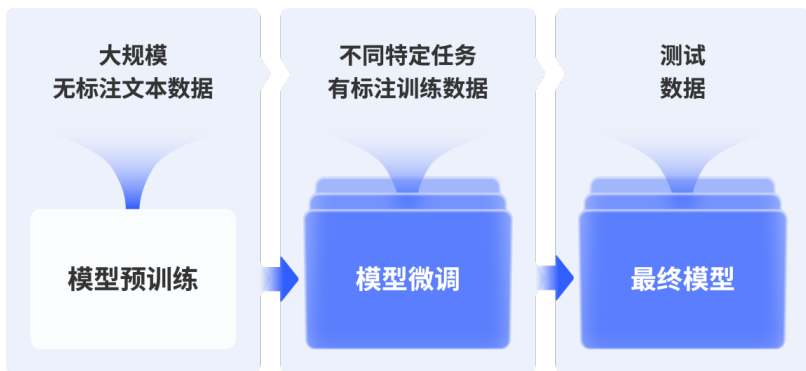 大规模
无标注文本数据
模型预训练
不同特定任务
有标注训练数据
模型微调
测试
数据
最终模型